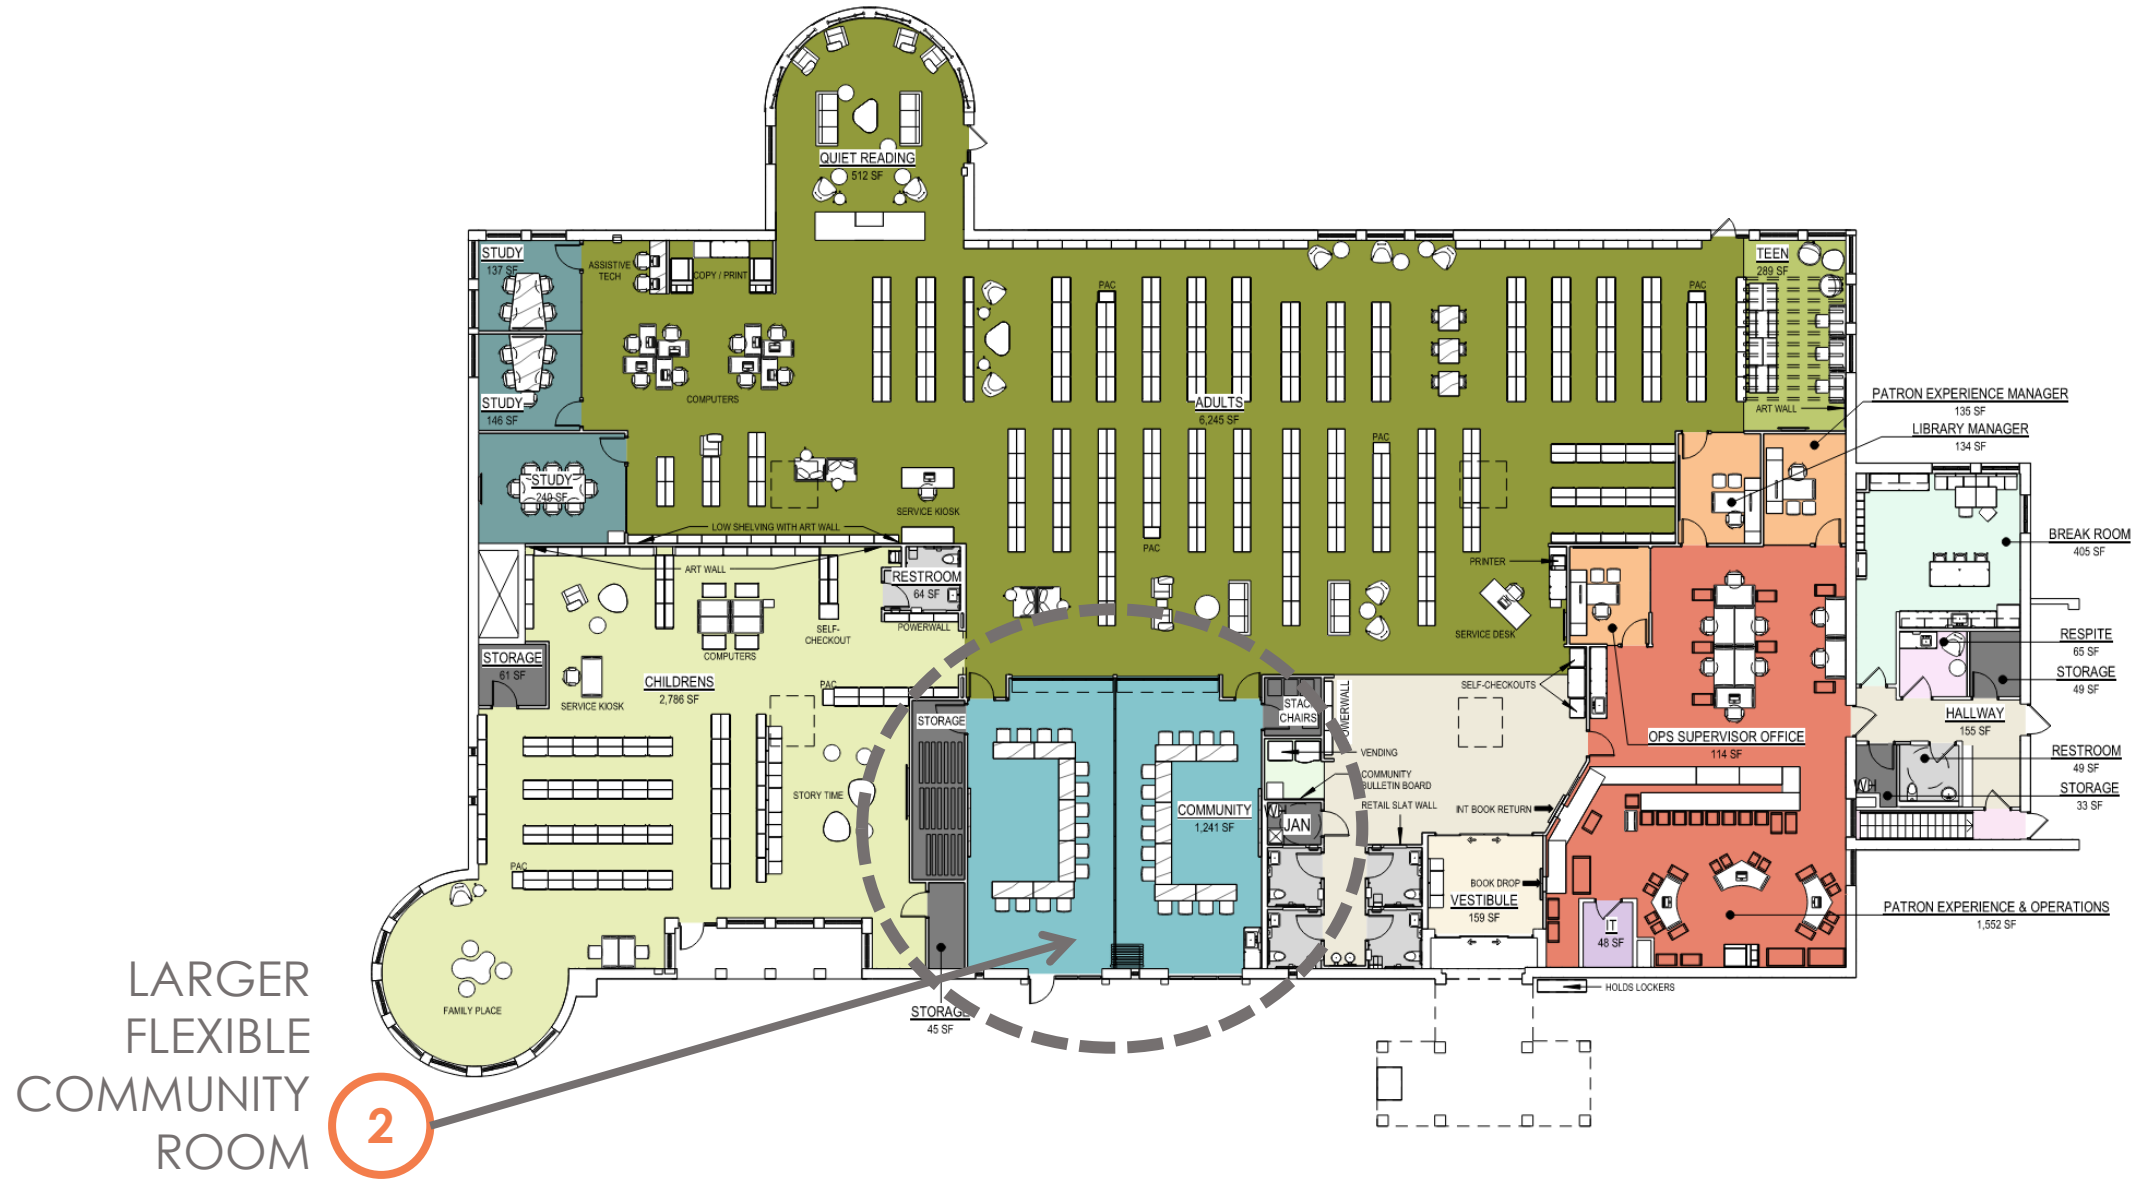 QUIET READING
512 SF
STUDY
137 SF
ASSISTIVE
TECH
COPY / PRINT
TEEN
289 SF
PAC
PAC
STUDY
146 SF
COMPUTERS
ADULTS
6,245 SF
ART WALL
PATRON EXPERIENCE MANAGER
135 SF
LIBRARY MANAGER
134 SF
PAC
STUDY
240 SF
SERVICE KIOSK
LOW SHELVING WITH ART WALL
PAC
ART WALL
RESTROOM
64 SF
POWERWALL
SELF-
CHECKOUT
COMPUTERS
PRINTER
SERVICE DESK
BREAK ROOM
405 SF
STORAGE
61 SF
CHILDRENS
2,786 SF
PAC
SERVICE KIOSK
STORAGE
STACK
CHAIRS
POWERWALL
SELF-CHECKOUTS
OPS SUPERVISOR OFFICE
114 SF
RESPITE
65 SF
STORAGE
49 SF
HALLWAY
155 SF
RESTROOM
49 SF
STORAGE
33 SF
WH
VENDING
COMMUNITY
BULLETIN BOARD
RETAIL SLAT WALL
INT BOOK RETURN
STORY TIME
COMMUNITY
1,241 SF
WH
JAN
PAC
BOOK DROP
VESTIBULE
159 SF
IT
48 SF
PATRON EXPERIENCE & OPERATIONS
1,552 SF
FAMILY PLACE
STORAGE
45 SF
HOLDS LOCKERS
LARGER
FLEXIBLE
COMMUNITY
ROOM
2